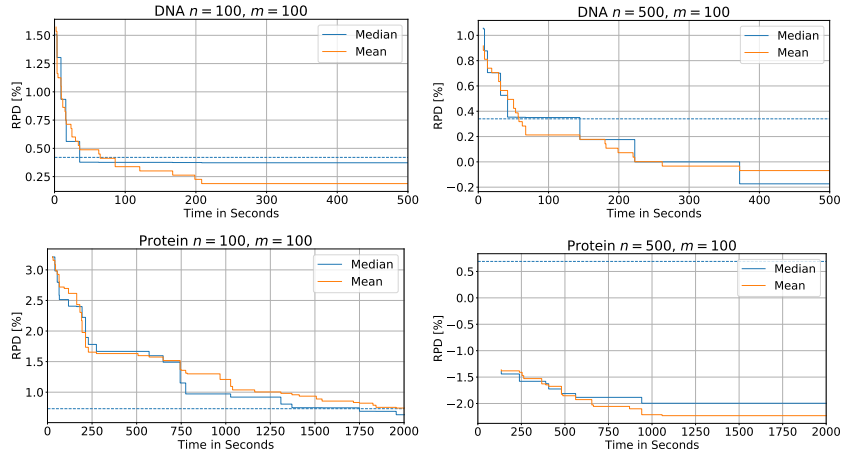 DNA n = 100, m = 100
RPD [%]
1.50
1.25
1.00
0.75
0.50
0.25
Median
Mean
0 100 200 300 400 500
Time in Seconds
DNA n = 500, m = 100
RPD [%]
1.0
0.8
0.6
0.4
0.2
0.0
−0.2
Median
Mean
0 100 200 300 400 500
Time in Seconds
Protein n = 100, m = 100
RPD [%]
3.0
2.5
2.0
1.5
1.0
Median
Mean
0 250 500 750 1000 1250 1500 1750 2000
Time in Seconds
Protein n = 500, m = 100
RPD [%]
0.5
0.0
−0.5
−1.0
−1.5
−2.0
Median
Mean
0 250 500 750 1000 1250 1500 1750 2000
Time in Seconds